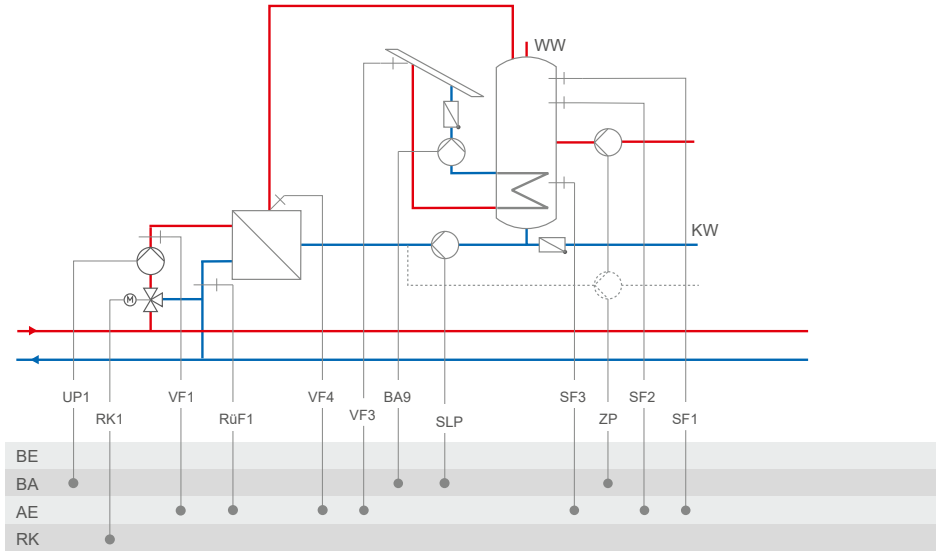 WW
KW
M
UP1
RK1
VF1
RüF1
VF4
VF3
BA9
SLP
SF3
ZP
SF2
SF1
BE
BA
AE
RK